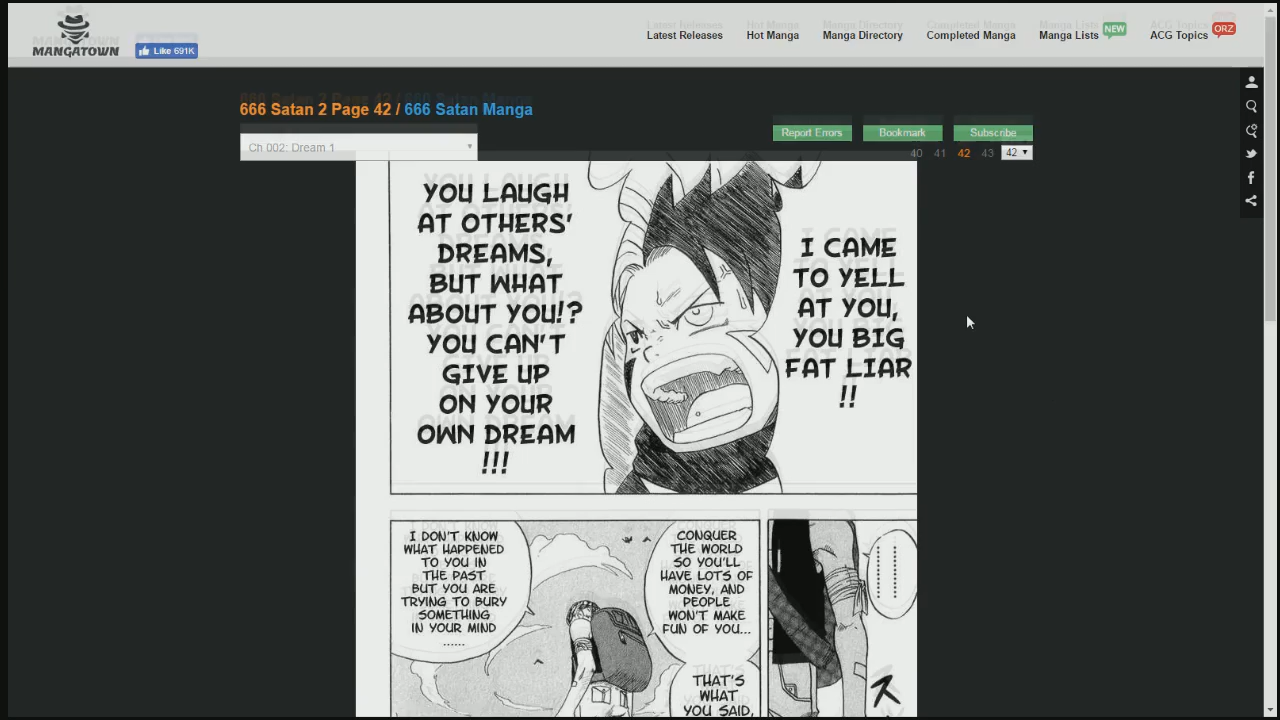 MANGATOWN
Like 691K
Latest Releases
Hot Manga
Manga Directory
Completed Manga
Manga Lists
NEW
ACG Topics
ORZ
666 Satan 2 Page 42 / 666 Satan Manga
Report Errors
Bookmark
Subscribe
Ch 002: Dream 1
40 41 42 43 42
I CAME
TO YELL
AT YOU,
YOU BIG
FAT LIAR
!!
YOU LAUGH
AT OTHERS'
DREAMS,
BUT WHAT
ABOUT YOU!?
YOU CAN'T
GIVE UP
ON YOUR
OWN DREAM
!!!
CONQUER
THE WORLD
SO YOU'LL
HAVE LOTS OF
MONEY, AND
PEOPLE
WON'T MAKE
FUN OF YOU...
THAT'S
WHAT
YOU SAID,
I DON'T KNOW
WHAT HAPPENED
TO YOU IN
THE PAST
BUT YOU ARE
TRYING TO BURY
SOMETHING
IN YOUR MIND
......
ス